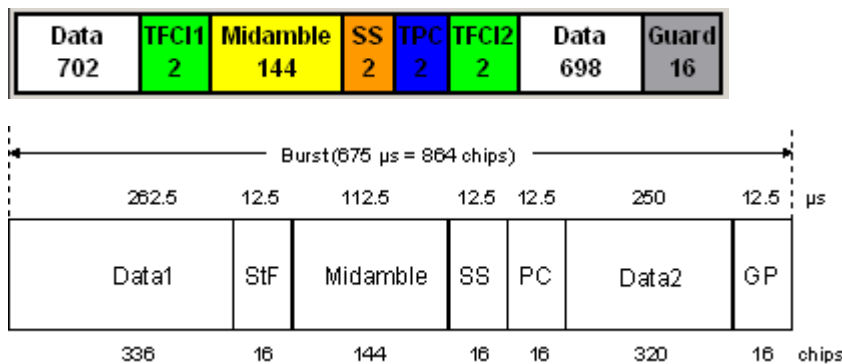 Data TFCI1 Midamble SS TPC TFCI2 Data Guard
702 2 144 2 2 2 698 16
Burst (675 µs = 864 chips)
262.5 12.5 112.5 12.5 12.5 250 12.5 µs
Data1 StF Midamble SS PC Data2 GP
336 16 144 16 16 320 16 chips